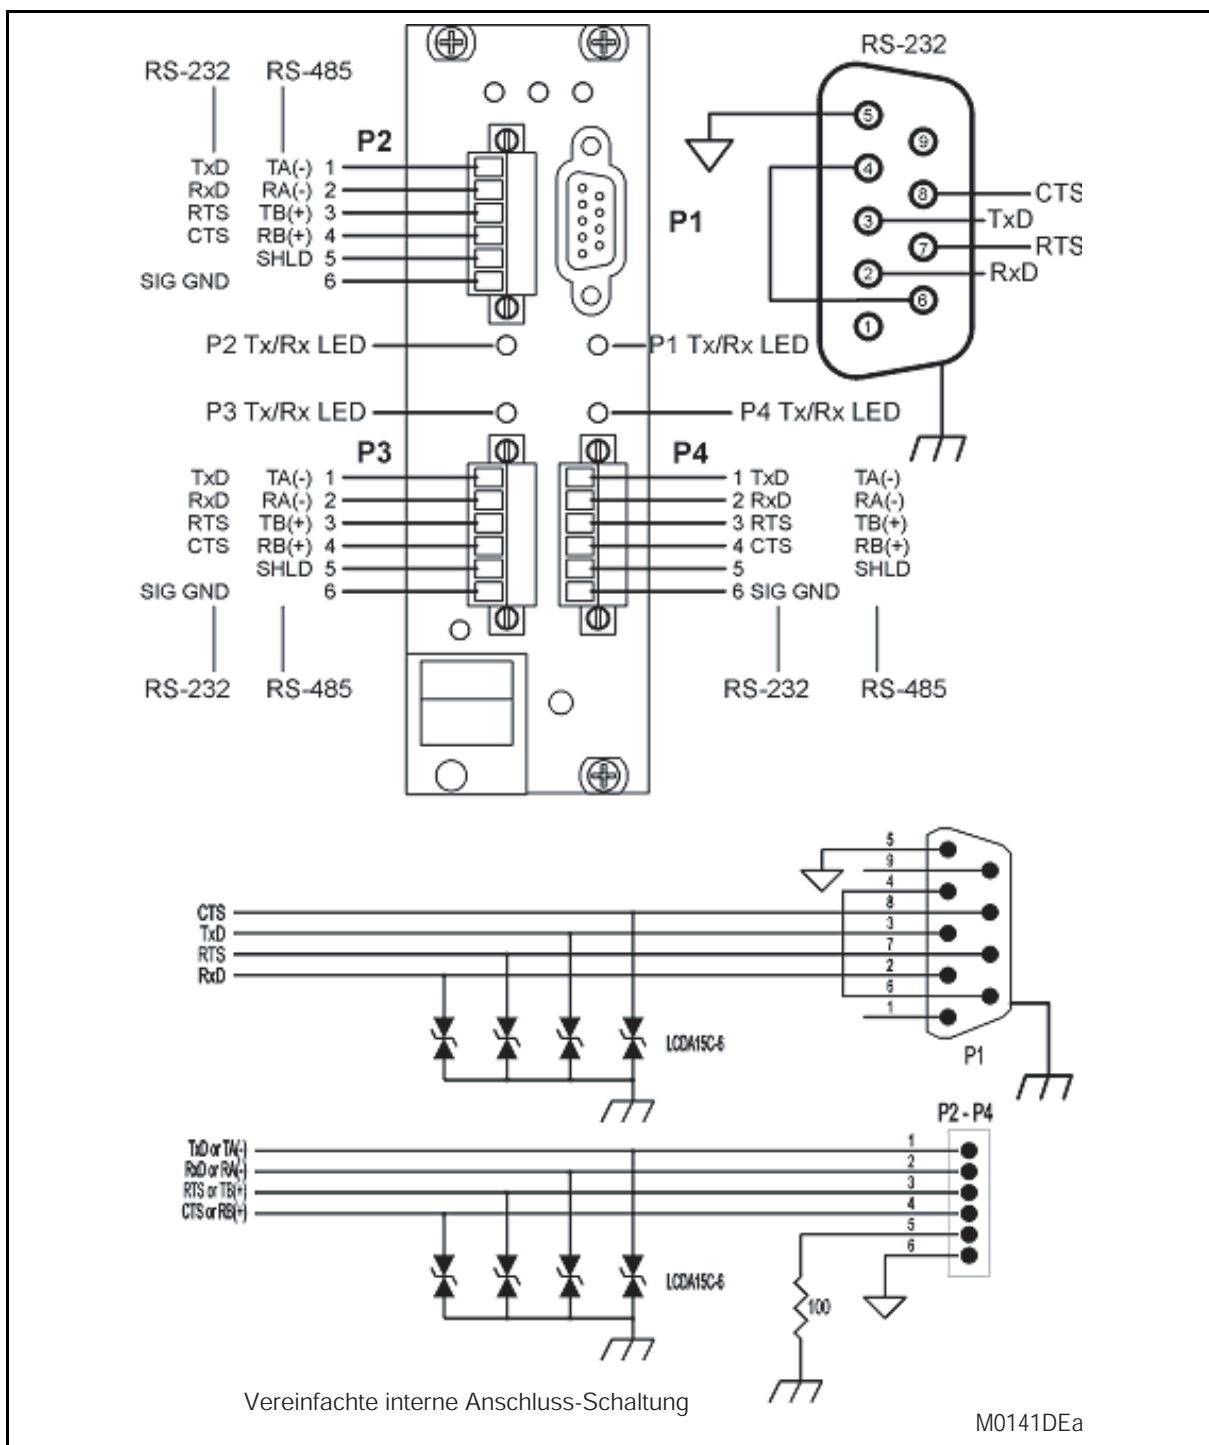 RS-232
RS-232 RS-485
P2
P1
TxD TA(-) 1
RxD RA(-) 2
RTS TB(+) 3
CTS RB(+) 4
SHLD 5
SIG GND 6
5
9
4
8 CTS
3 TxD
7 RTS
2 RxD
6
1
P2 Tx/Rx LED
P1 Tx/Rx LED
P3 Tx/Rx LED
P4 Tx/Rx LED
P3
P4
TxD TA(-) 1
RxD RA(-) 2
RTS TB(+) 3
CTS RB(+) 4
SHLD 5
SIG GND 6
1 TxD TA(-)
2 RxD RA(-)
3 RTS TB(+)
4 CTS RB(+)
5 SHLD
6 SIG GND
RS-232 RS-485
RS-232 RS-485
5
9
4
8
3
7
2
6
1
CTS
TxD
RTS
RxD
LCDA15C-6
P1
P2 - P4
TxD or TA(-) 1
RxD or RA(-) 2
RTS or TB(+) 3
CTS or RB(+) 4
5
6
LCDA15C-6
100
Vereinfachte interne Anschluss-Schaltung
M0141DEa